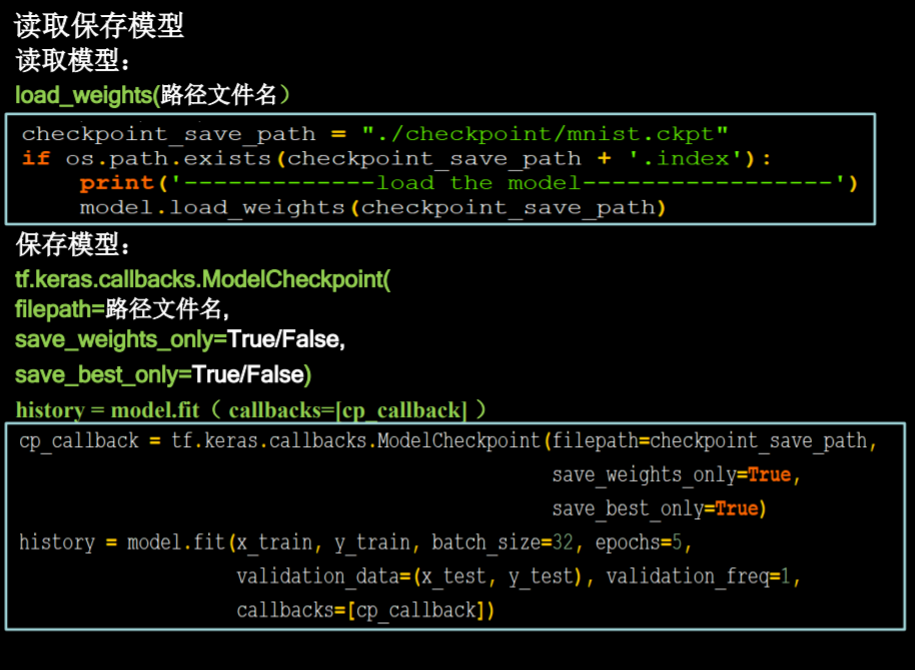 读取保存模型
读取模型：
load_weights(路径文件名）
checkpoint_save_path = "./checkpoint/mnist.ckpt"
if os.path.exists(checkpoint_save_path + '.index'):
    print('-------------load the model-----------------')
    model.load_weights(checkpoint_save_path)
保存模型：
tf.keras.callbacks.ModelCheckpoint(
filepath=路径文件名,
save_weights_only=True/False,
save_best_only=True/False)
history = model.fit（ callbacks=[cp_callback] ）
cp_callback = tf.keras.callbacks.ModelCheckpoint(filepath=checkpoint_save_path,
                                                 save_weights_only=True,
                                                 save_best_only=True)
history = model.fit(x_train, y_train, batch_size=32, epochs=5,
                    validation_data=(x_test, y_test), validation_freq=1,
                    callbacks=[cp_callback])